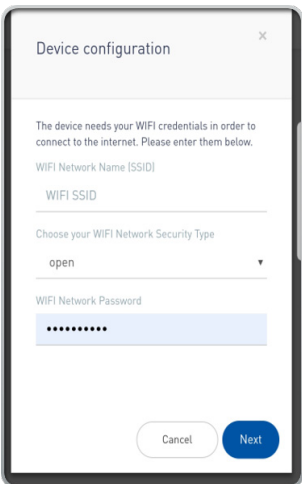 Device configuration
×
The device needs your WIFI credentials in order to
connect to the internet. Please enter them below.
WIFI Network Name (SSID)
WIFI SSID
Choose your WIFI Network Security Type
open
WIFI Network Password
••••••••••
Cancel
Next